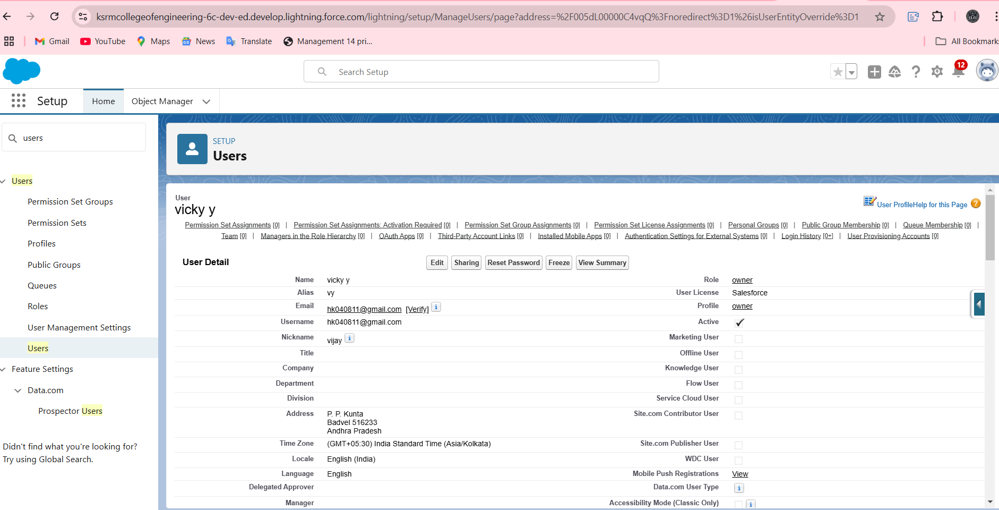 ksrmcollegeofengineering-6c-dev-ed.develop.lightning.force.com/lightning/setup/ManageUsers/page?address=%2F005dL00000C4vqQ%3Fnoredirect%3D1%26isUserEntityOverride%3D1
Gmail YouTube Maps News Translate Management 14 pri... All Bookmarks
Search Setup 12
Setup Home Object Manager
users
SETUP
Users
Users
Permission Set Groups
Permission Sets
Profiles
Public Groups
Queues
Roles
User Management Settings
Users
Feature Settings
Data.com
Prospector Users
Didn't find what you're looking for?
Try using Global Search.
User
vicky y
User Profile Help for this Page ?
Permission Set Assignments [0] | Permission Set Assignments: Activation Required [0] | Permission Set Group Assignments [0] | Permission Set License Assignments [0] | Personal Groups [0] | Public Group Membership [0] | Queue Membership [0] |
Team [0] | Managers in the Role Hierarchy [0] | OAuth Apps [0] | Third-Party Account Links [0] | Installed Mobile Apps [0] | Authentication Settings for External Systems [0] | Login History [0+] | User Provisioning Accounts [0]
User Detail Edit Sharing Reset Password Freeze View Summary
Name vicky y Role owner
Alias vy User License Salesforce
Email hk040811@gmail.com [Verify] i Profile owner
Username hk040811@gmail.com Active
Nickname vijay i Marketing User
Title Offline User
Company Knowledge User
Department Flow User
Division Service Cloud User
Address P. P. Kunta Site.com Contributor User
Badvel 516233
Andhra Pradesh
Time Zone (GMT+05:30) India Standard Time (Asia/Kolkata) Site.com Publisher User
Locale English (India) WDC User
Language English Mobile Push Registrations View
Delegated Approver Data.com User Type i
Manager Accessibility Mode (Classic Only) i